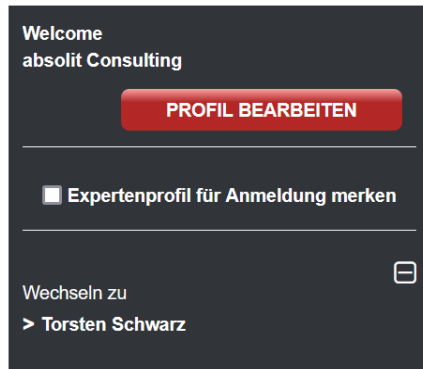 Welcome
absolit Consulting
PROFIL BEARBEITEN
Expertenprofil für Anmeldung merken
Wechseln zu
> Torsten Schwarz